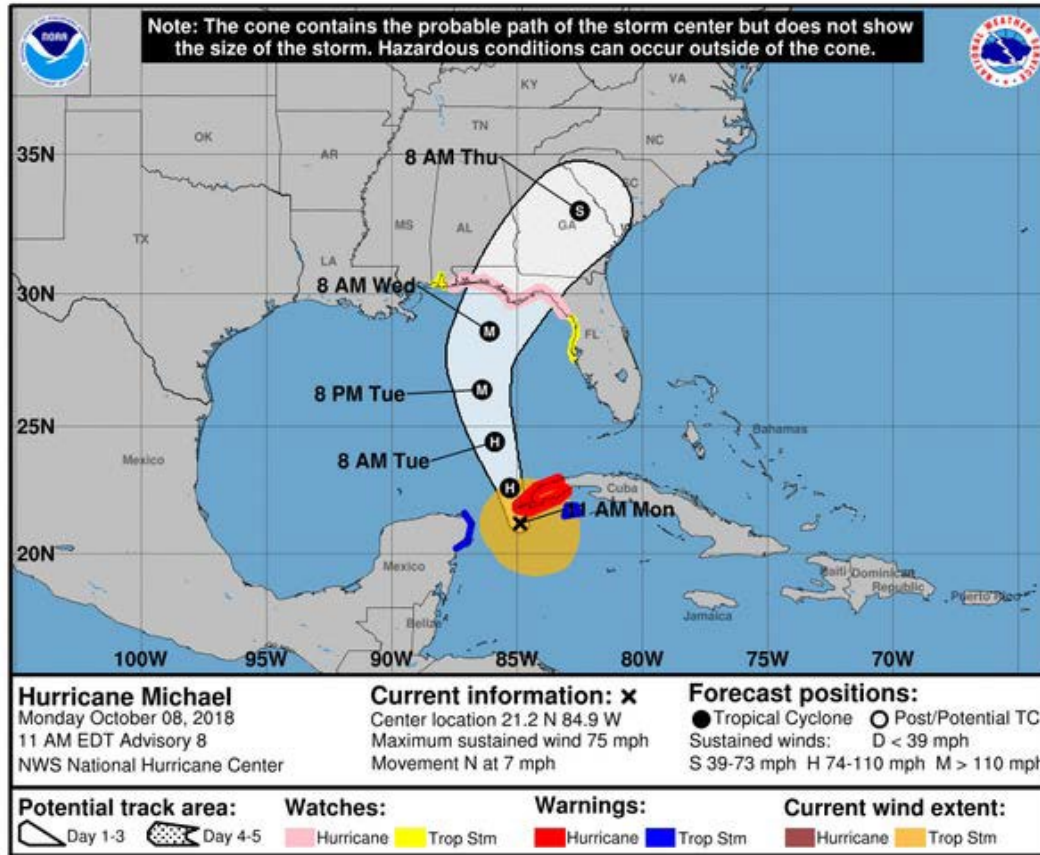 Note: The cone contains the probable path of the storm center but does not show
the size of the storm. Hazardous conditions can occur outside of the cone.
NOAA
NATIONAL WEATHER SERVICE
KY
VA
OK
TN
NC
AR
35N
8 AM Thu
SC
S
MS
AL
GA
TX
LA
8 AM Wed
30N
M
FL
8 PM Tue
M
25N
Bahamas
Mexico
H
8 AM Tue
H
Cuba
11 AM Mon
20N
Mexico
Haiti
Dominican
Republic
Puerto Rico
Jamaica
Belize
100W 95W 90W 85W 80W 75W 70W
Hurricane Michael
Monday October 08, 2018
11 AM EDT Advisory 8
NWS National Hurricane Center
Current information: x
Center location 21.2 N 84.9 W
Maximum sustained wind 75 mph
Movement N at 7 mph
Forecast positions:
Tropical Cyclone Post/Potential TC
Sustained winds: D < 39 mph
S 39-73 mph H 74-110 mph M > 110 mph
Potential track area:
Day 1-3 Day 4-5
Watches:
Hurricane Trop Stm
Warnings:
Hurricane Trop Stm
Current wind extent:
Hurricane Trop Stm